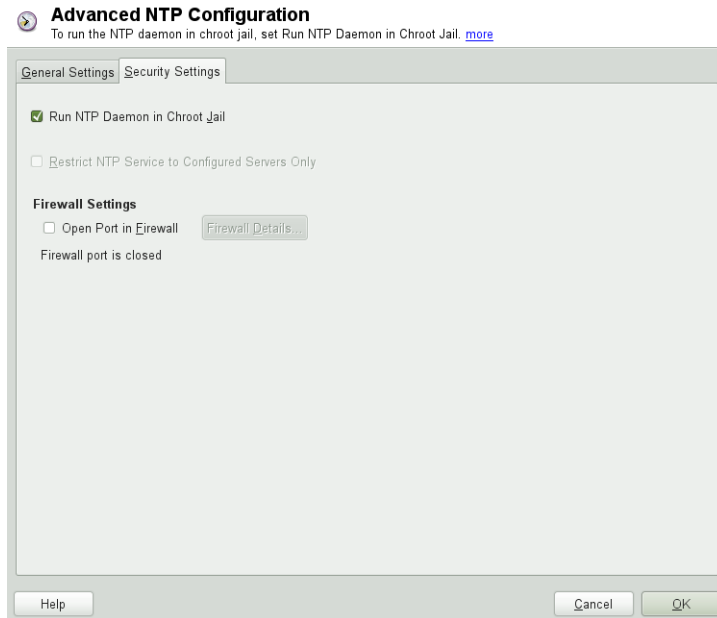 Advanced NTP Configuration
To run the NTP daemon in chroot jail, set Run NTP Daemon in Chroot Jail. more
General Settings Security Settings
Run NTP Daemon in Chroot Jail
Restrict NTP Service to Configured Servers Only
Firewall Settings
Open Port in Firewall Firewall Details...
Firewall port is closed
Help Cancel OK